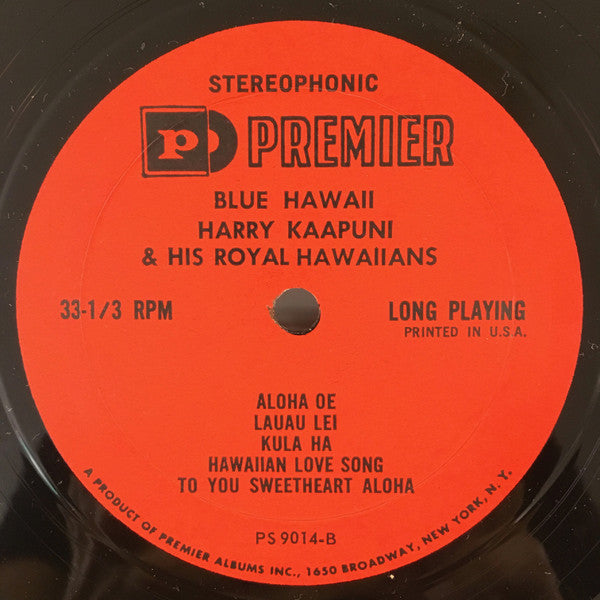 STEREOPHONIC
P PREMIER
BLUE HAWAII
HARRY KAAPUNI
& HIS ROYAL HAWAIIANS
33-1/3 RPM
LONG PLAYING
PRINTED IN U.S.A.
ALOHA OE
LAUAU LEI
KULA HA
HAWAIIAN LOVE SONG
TO YOU SWEETHEART ALOHA
PS 9014-B
A PRODUCT OF PREMIER ALBUMS INC., 1650 BROADWAY, NEW YORK, N. Y.